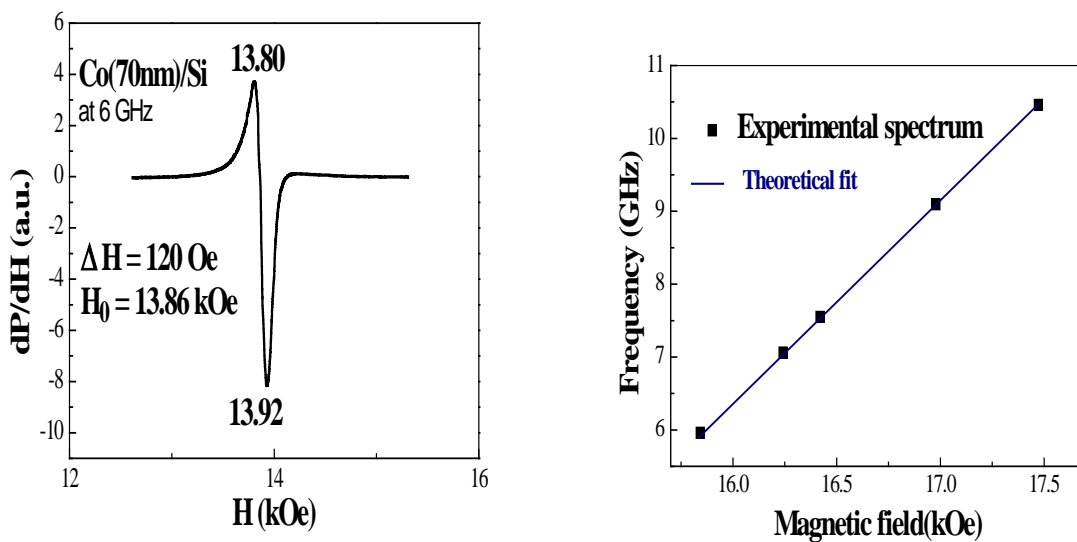 6
4
2
0
-2
-4
-6
-8
-10
12
14
16
dP/dH (a.u.)
H (kOe)
Co(70nm)/Si
at 6 GHz
13.80
Δ H = 120 Oe
H₀ = 13.86 kOe
13.92
11
10
9
8
7
6
16.0
16.5
17.0
17.5
Frequency (GHz)
Magnetic field(kOe)
Experimental spectrum
Theoretical fit